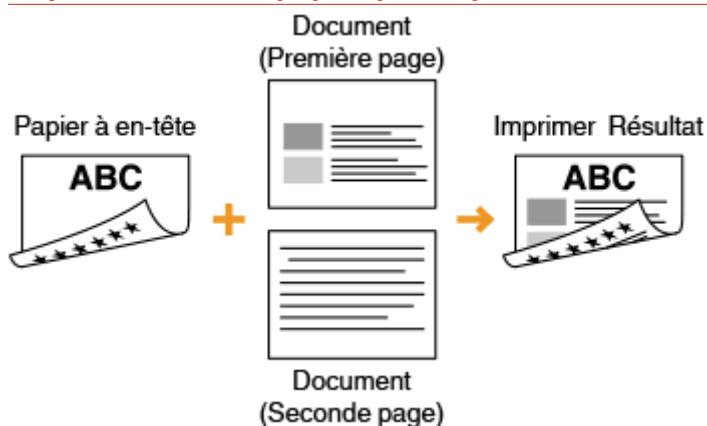 Document
(Première page)
Papier à en-tête
ABC
Imprimer Résultat
ABC
Document
(Seconde page)